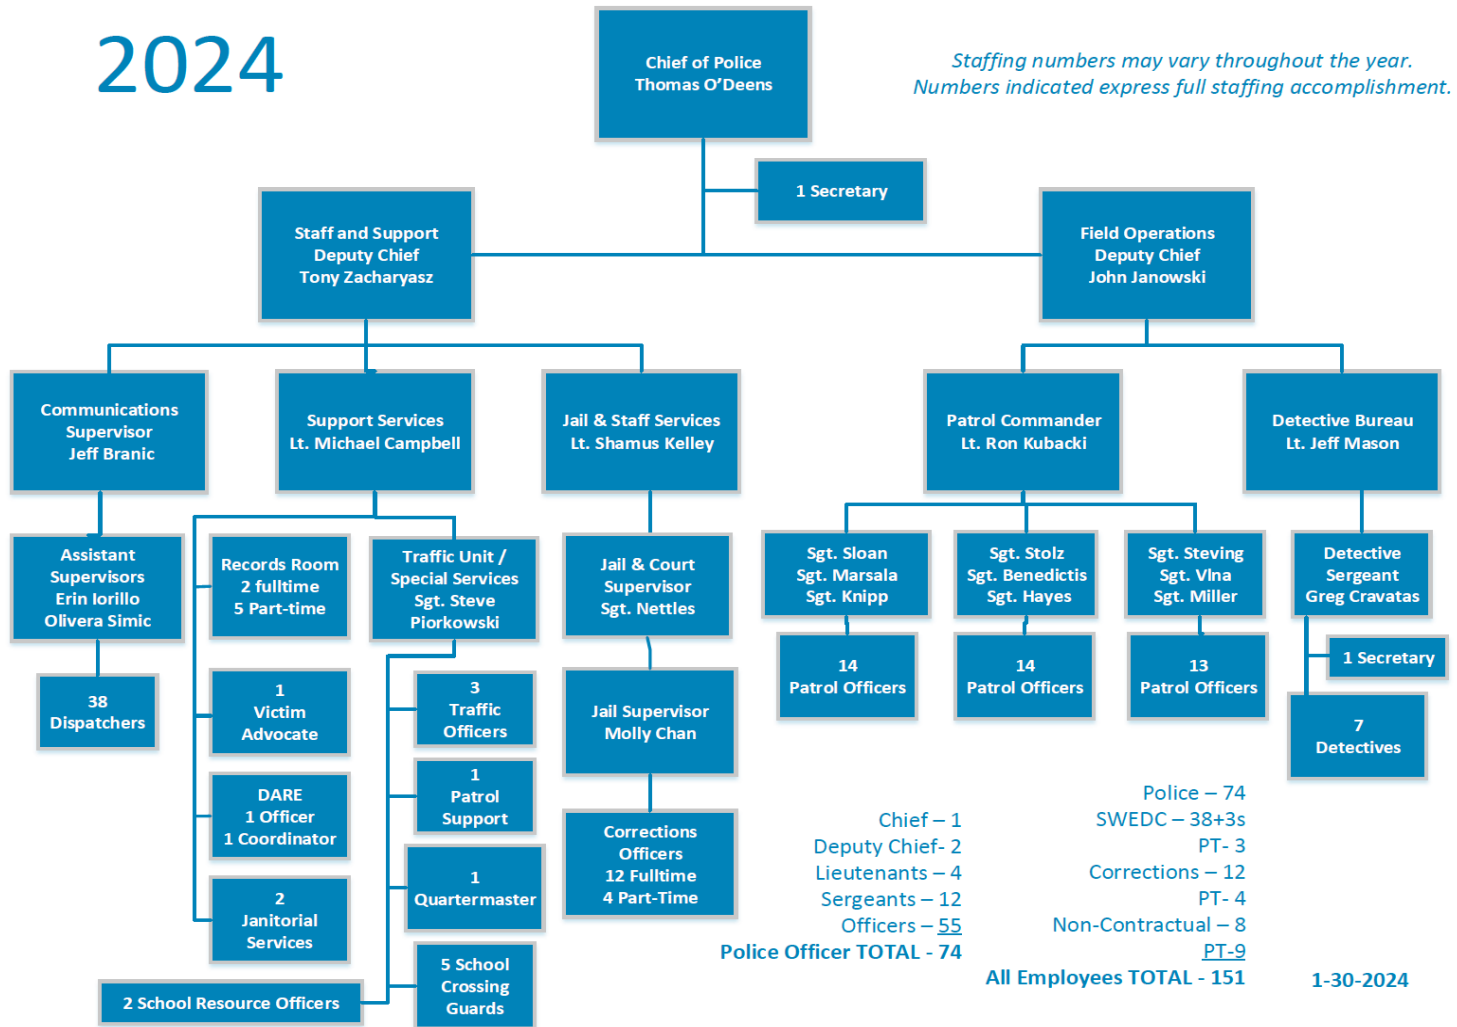 2024
Chief of Police
Thomas O'Deens
Staffing numbers may vary throughout the year.
Numbers indicated express full staffing accomplishment.
1 Secretary
Staff and Support
Deputy Chief
Tony Zacharyasz
Field Operations
Deputy Chief
John Janowski
Communications
Supervisor
Jeff Branic
Support Services
Lt. Michael Campbell
Jail & Staff Services
Lt. Shamus Kelley
Patrol Commander
Lt. Ron Kubacki
Detective Bureau
Lt. Jeff Mason
Assistant
Supervisors
Erin Iorillo
Olivera Simic
Records Room
2 fulltime
5 Part-time
Traffic Unit /
Special Services
Sgt. Steve
Piorkowski
Jail & Court
Supervisor
Sgt. Nettles
Sgt. Sloan
Sgt. Marsala
Sgt. Knipp
Sgt. Stolz
Sgt. Benedictis
Sgt. Hayes
Sgt. Steving
Sgt. Vlna
Sgt. Miller
Detective
Sergeant
Greg Cravatas
38
Dispatchers
1
Victim
Advocate
3
Traffic
Officers
Jail Supervisor
Molly Chan
14
Patrol Officers
14
Patrol Officers
13
Patrol Officers
1 Secretary
7
Detectives
DARE
1 Officer
1 Coordinator
1
Patrol
Support
Corrections
Officers
12 Fulltime
4 Part-Time
2
Janitorial
Services
1
Quartermaster
2 School Resource Officers
5 School
Crossing
Guards
Chief – 1
Deputy Chief- 2
Lieutenants – 4
Sergeants – 12
Officers – 55
Police Officer TOTAL - 74
Police – 74
SWEDC – 38+3s
PT- 3
Corrections – 12
PT- 4
Non-Contractual – 8
PT-9
All Employees TOTAL - 151
1-30-2024